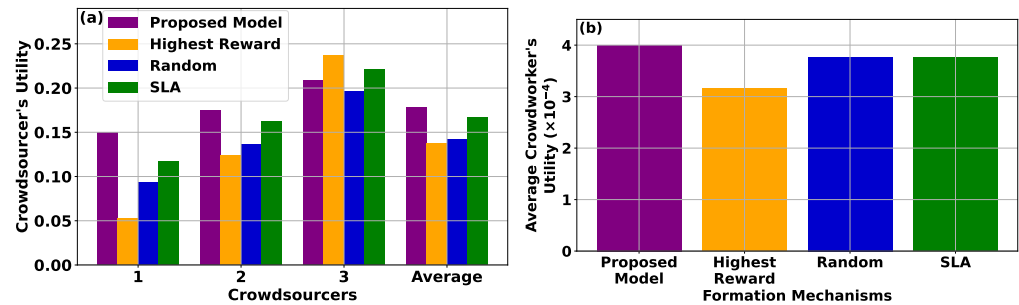 (a)
Proposed Model
Highest Reward
Random
SLA
Crowdsourcer's Utility
0.25
0.20
0.15
0.10
0.05
0.00
1 2 3 Average
Crowdsourcers
(b)
Average Crowdworker's
Utility (×10⁻⁴)
4
3
2
1
0
Proposed Model
Highest Reward
Random
SLA
Formation Mechanisms